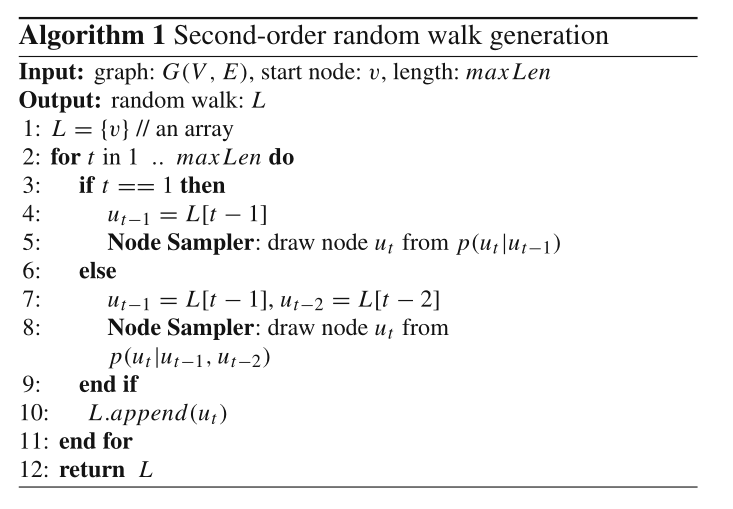 Algorithm 1 Second-order random walk generation
Input: graph: G(V, E), start node: v, length: maxLen
Output: random walk: L
1: L = {v} // an array
2: for t in 1 .. maxLen do
3: if t == 1 then
4: u_{t−1} = L[t − 1]
5: Node Sampler: draw node u_t from p(u_t|u_{t−1})
6: else
7: u_{t−1} = L[t − 1], u_{t−2} = L[t − 2]
8: Node Sampler: draw node u_t from
p(u_t|u_{t−1}, u_{t−2})
9: end if
10: L.append(u_t)
11: end for
12: return L